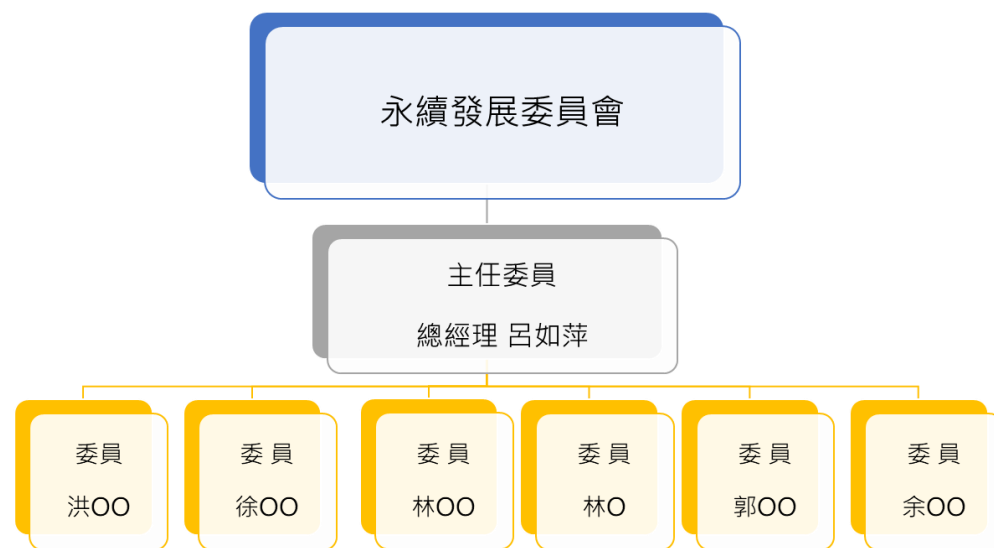 永續發展委員會
主任委員
總經理 呂如萍
委員
洪OO
委 員
徐OO
委 員
林OO
委 員
林O
委 員
郭OO
委 員
余OO